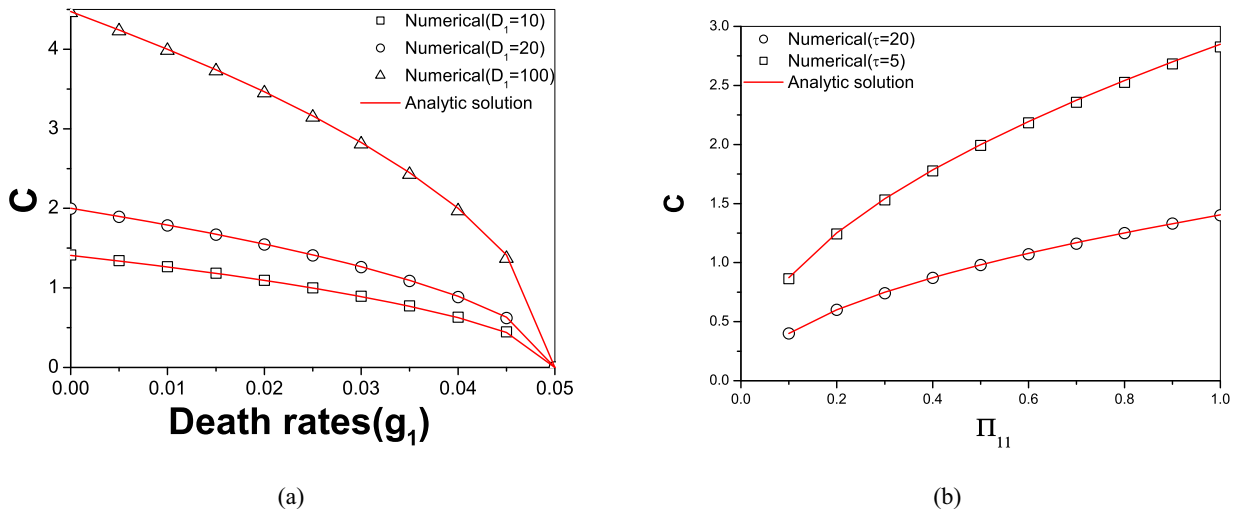 Numerical(D1=10)
Numerical(D1=20)
Numerical(D1=100)
Analytic solution
C
4
3
2
1
0
0.00 0.01 0.02 0.03 0.04 0.05
Death rates(g1)
(a)
Numerical(τ=20)
Numerical(τ=5)
Analytic solution
C
3.0
2.5
2.0
1.5
1.0
0.5
0.0
0.0 0.2 0.4 0.6 0.8 1.0
Π11
(b)